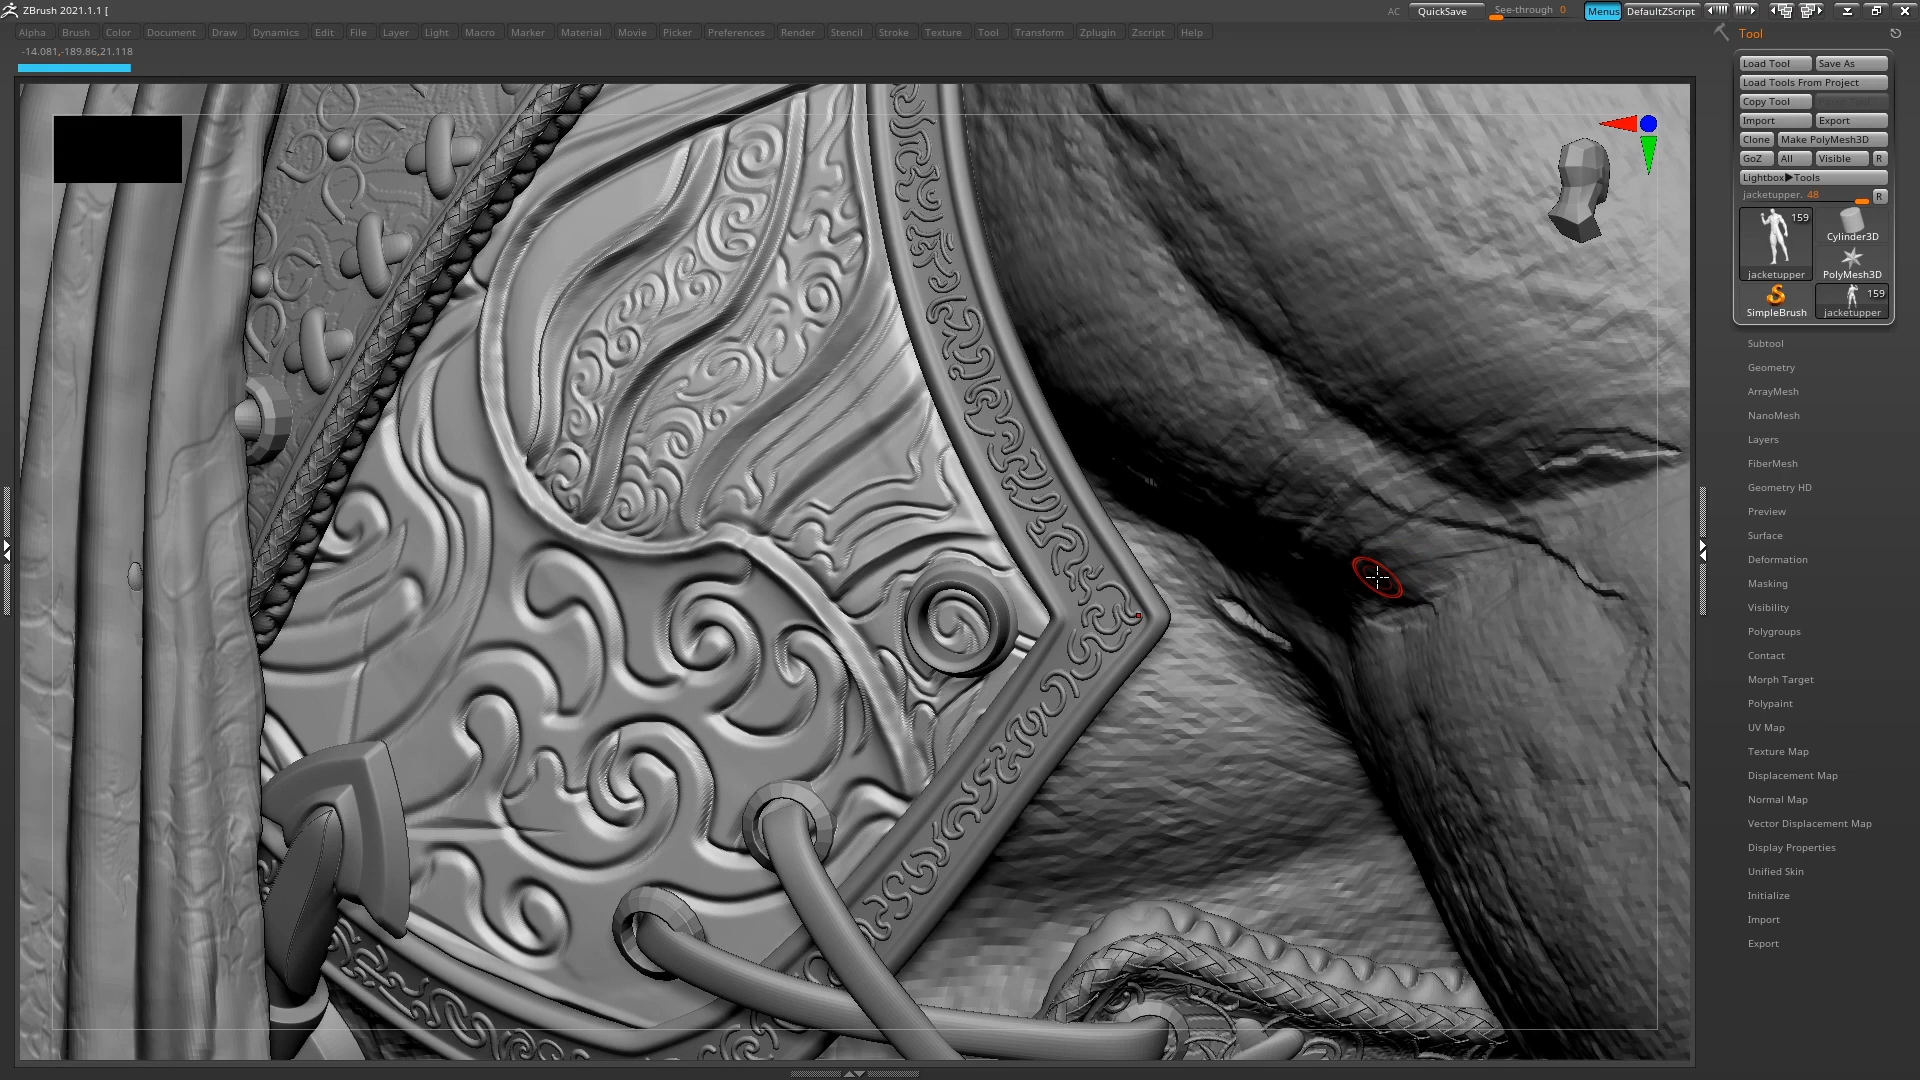 ZBrush 2021.1.1 [
AC QuickSave See-through 0 Menus DefaultZScript
Alpha Brush Color Document Draw Dynamics Edit File Layer Light Macro Marker Material Movie Picker Preferences Render Stencil Stroke Texture Tool Transform Zplugin Zscript Help
-14.081,-189.86,21.118
Tool
Load Tool Save As
Load Tools From Project
Copy Tool
Import Export
Clone Make PolyMesh3D
GoZ All Visible R
Lightbox▶Tools
jacketupper. 48 R
159
Cylinder3D
jacketupper PolyMesh3D
159
SimpleBrush jacketupper
Subtool
Geometry
ArrayMesh
NanoMesh
Layers
FiberMesh
Geometry HD
Preview
Surface
Deformation
Masking
Visibility
Polygroups
Contact
Morph Target
Polypaint
UV Map
Texture Map
Displacement Map
Normal Map
Vector Displacement Map
Display Properties
Unified Skin
Initialize
Import
Export